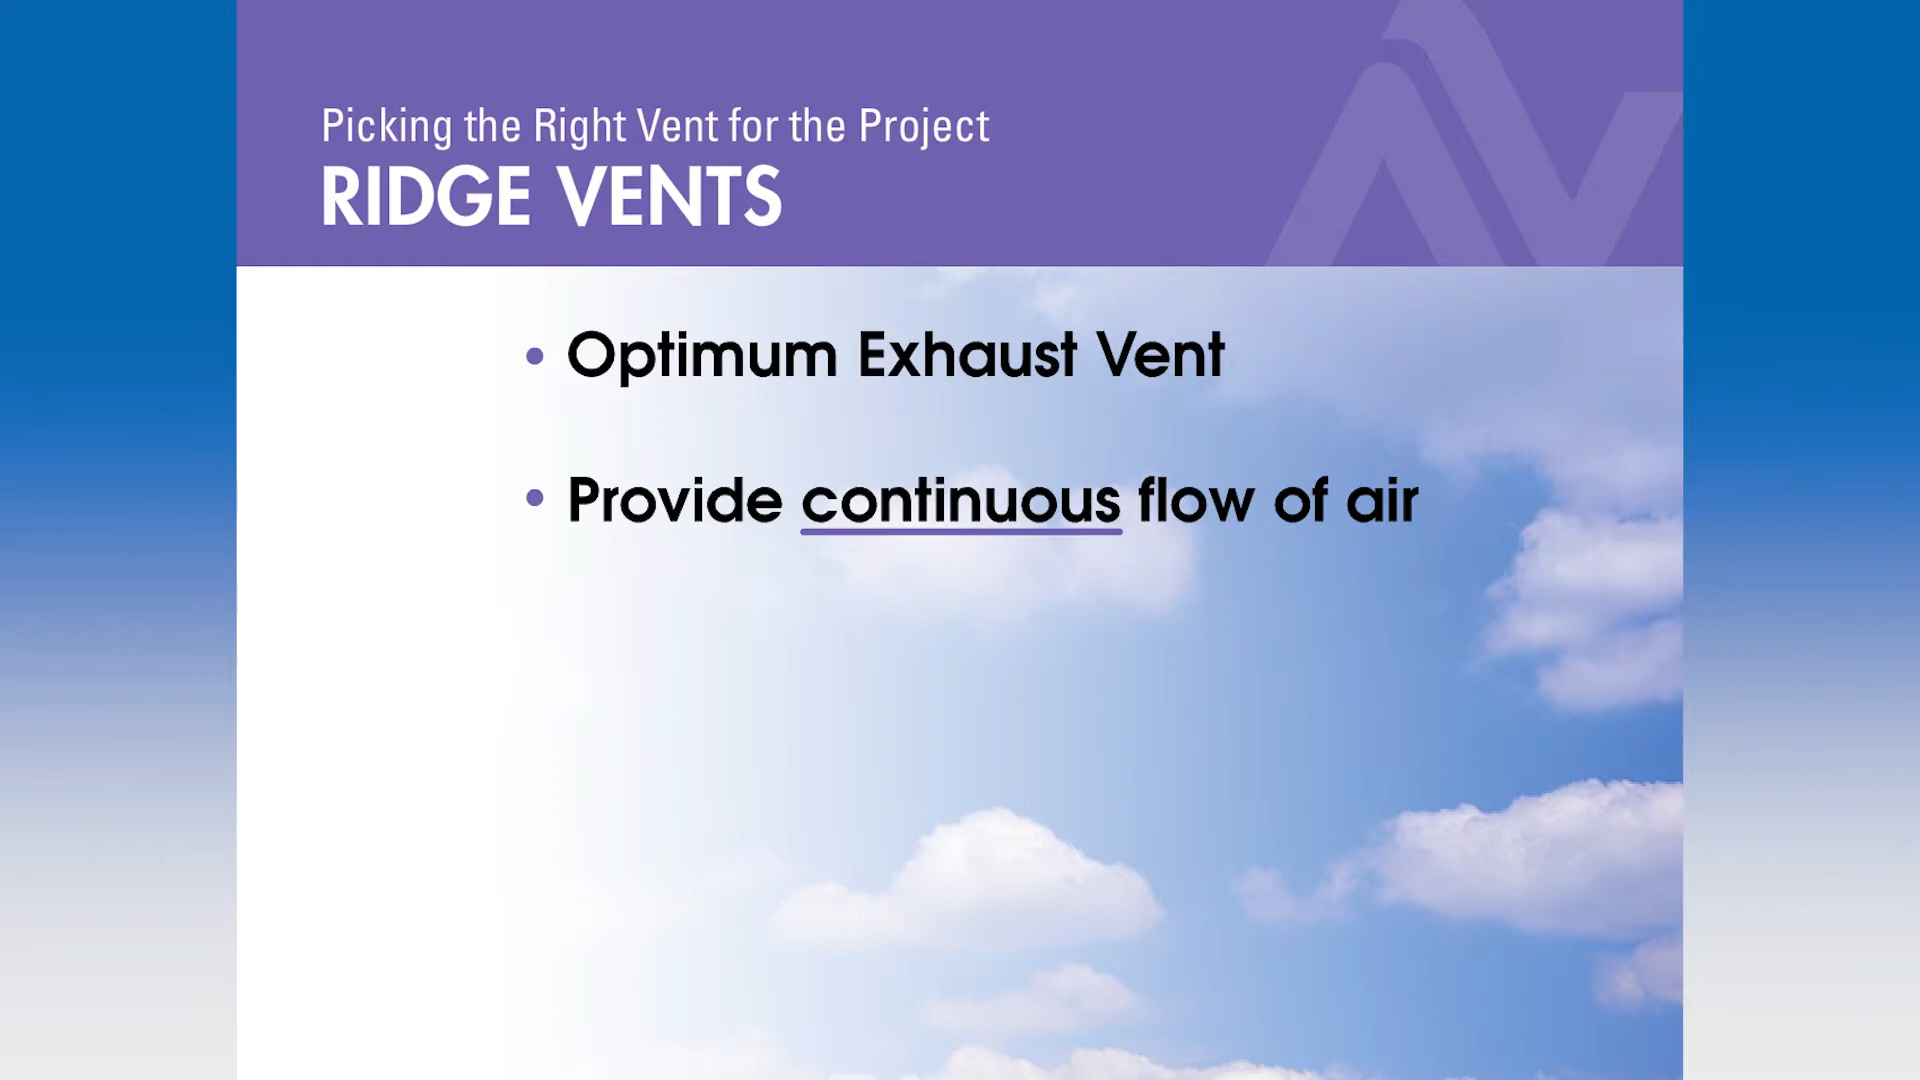 Picking the Right Vent for the Project
RIDGE VENTS
• Optimum Exhaust Vent
• Provide continuous flow of air